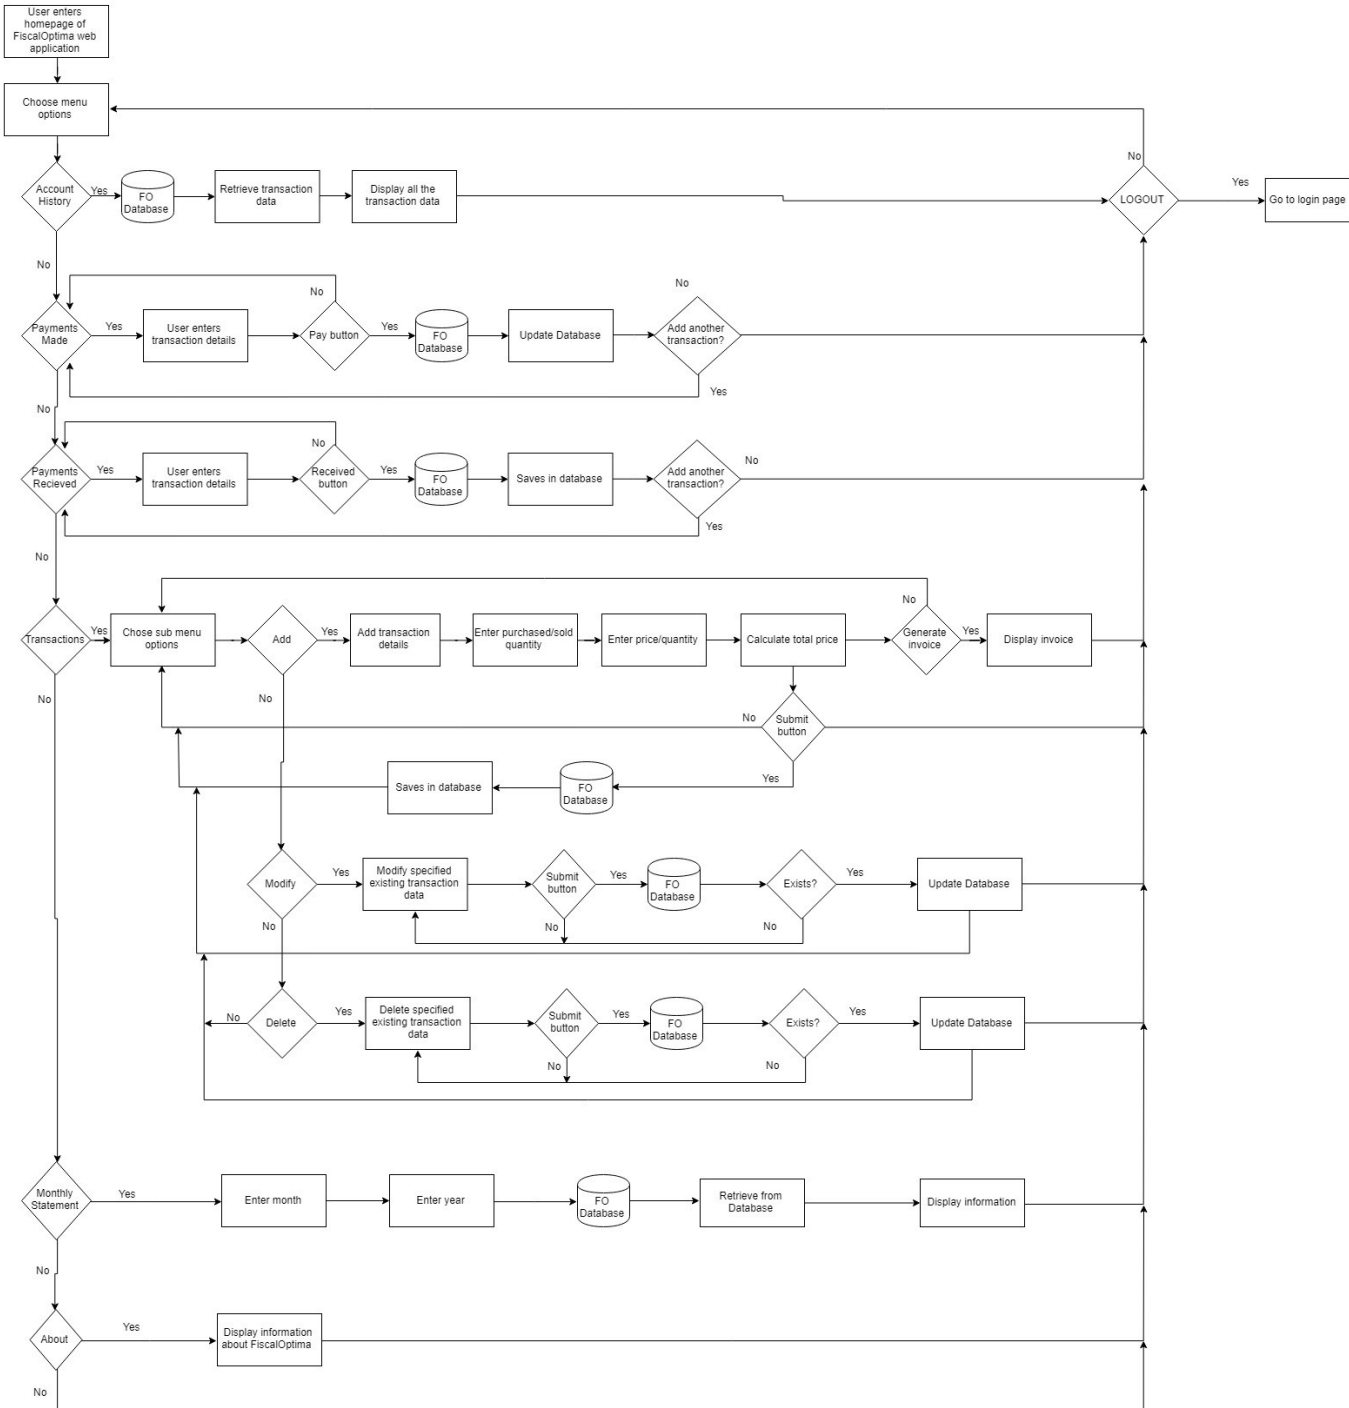 User enters
homepage of
FiscalOptima web
application
Choose menu
options
No
Account
History
Yes
FO
Database
Retrieve transaction
data
Display all the
transaction data
LOGOUT
Yes
Go to login page
No
No
No
Payments
Made
Yes
User enters
transaction details
Pay button
Yes
FO
Database
Update Database
Add another
transaction?
Yes
No
No
No
Payments
Recieved
Yes
User enters
transaction details
Received
button
Yes
FO
Database
Saves in database
Add another
transaction?
Yes
No
No
Transactions
Yes
Chose sub menu
options
Add
Yes
Add transaction
details
Enter purchased/sold
quantity
Enter price/quantity
Calculate total price
Generate
invoice
Yes
Display invoice
No
No
No
Submit
button
Yes
FO
Database
Saves in database
Modify
Yes
Modify specified
existing transaction
data
Submit
button
Yes
FO
Database
Exists?
Yes
Update Database
No
No
No
No
Delete
Yes
Delete specified
existing transaction
data
Submit
button
Yes
FO
Database
Exists?
Yes
Update Database
No
No
Monthly
Statement
Yes
Enter month
Enter year
FO
Database
Retrieve from
Database
Display information
No
About
Yes
Display information
about FiscalOptima
No